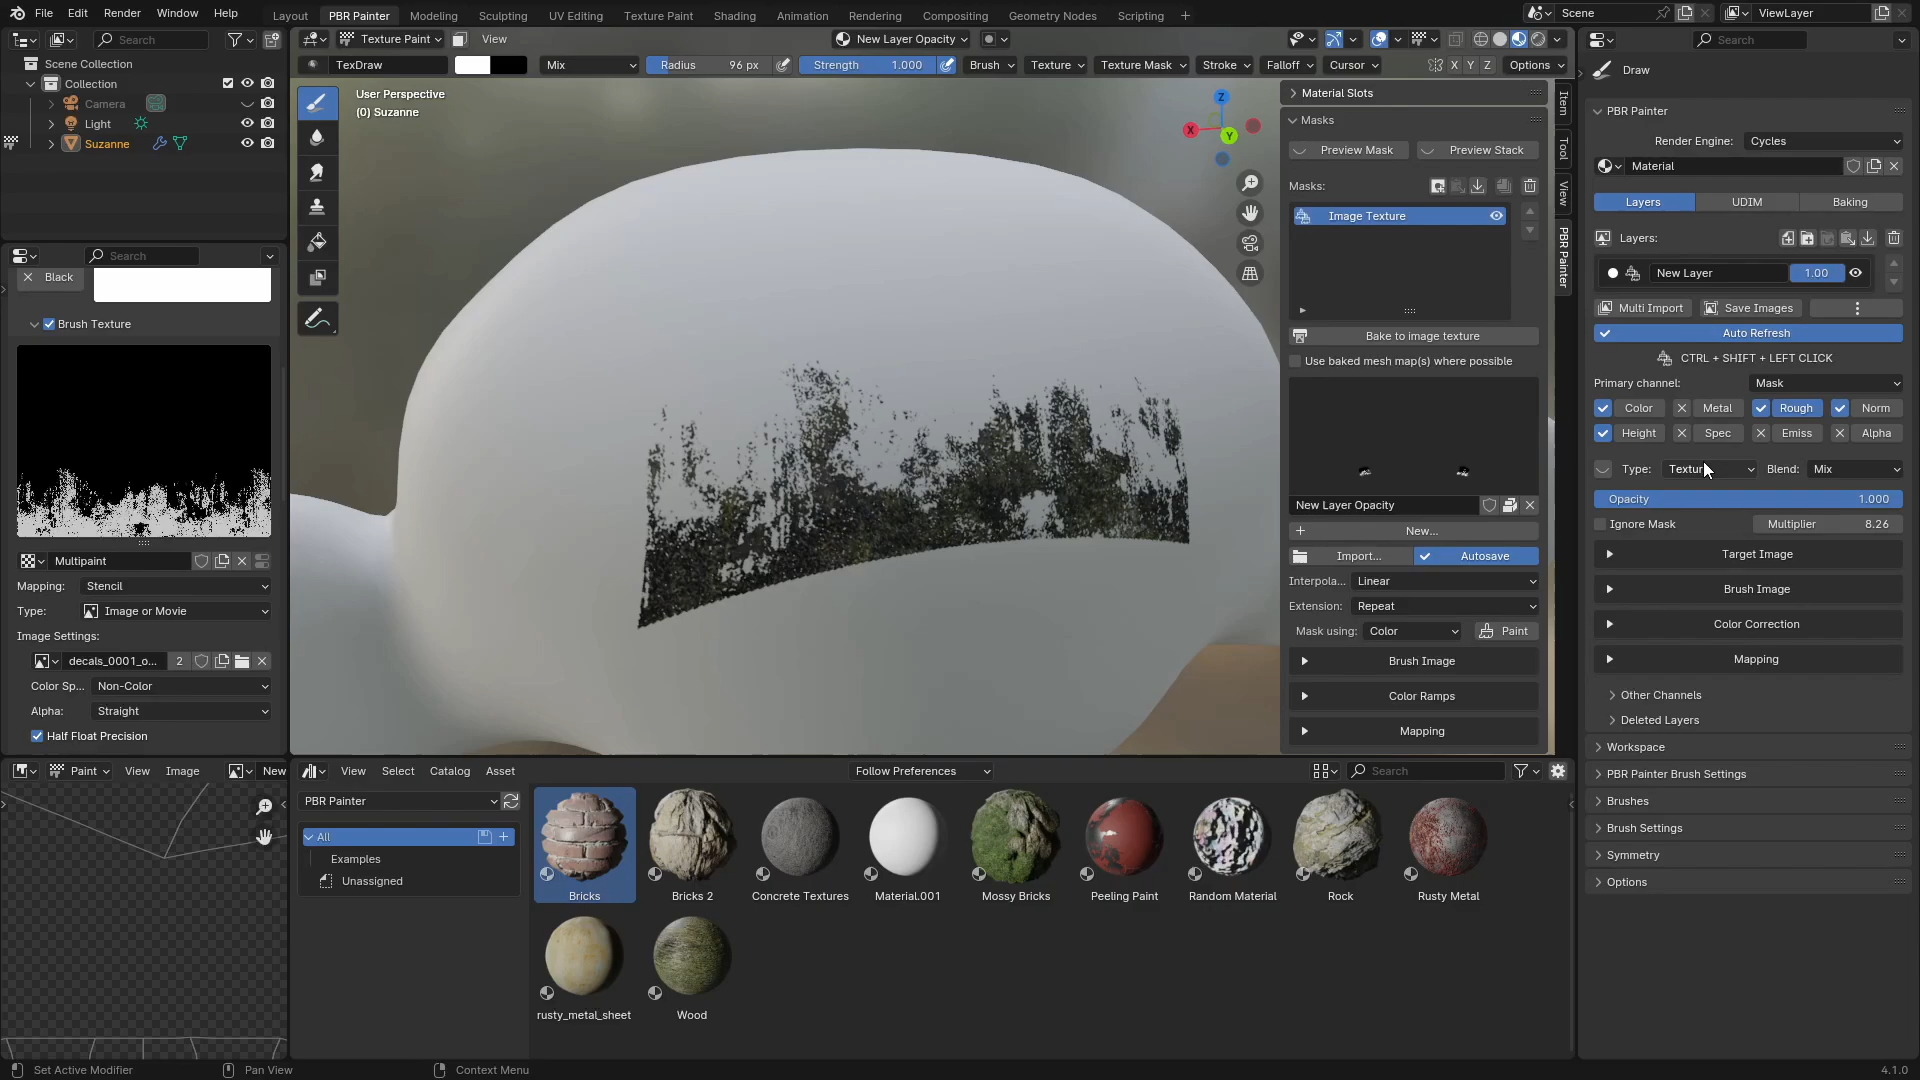 File Edit Render Window Help Layout PBR Painter Modeling Sculpting UV Editing Texture Paint Shading Animation Rendering Compositing Geometry Nodes Scripting + Scene ViewLayer
Search
Scene Collection
Collection
Camera
Light
Suzanne
Search
Black
Brush Texture
Multipaint
Mapping: Stencil
Type: Image or Movie
Image Settings:
decals_0001_o... 2
Color Sp... Non-Color
Alpha: Straight
Half Float Precision
Paint View Image New
Texture Paint View New Layer Opacity
TexDraw Mix Radius 96 px Strength 1.000 Brush Texture Texture Mask Stroke Falloff Cursor X Y Z Options
User Perspective
(0) Suzanne
Z
X
Y
Material Slots
Masks
Preview Mask Preview Stack
Masks:
Image Texture
Bake to image texture
Use baked mesh map(s) where possible
New Layer Opacity
New...
Import... Autosave
Interpola... Linear
Extension: Repeat
Mask using: Color Paint
Brush Image
Color Ramps
Mapping
Item
Tool
View
PBR Painter
View Select Catalog Asset Follow Preferences Search
PBR Painter
All
Examples
Unassigned
Bricks Bricks 2 Concrete Textures Material.001 Mossy Bricks Peeling Paint Random Material Rock Rusty Metal
rusty_metal_sheet Wood
Search
Draw
PBR Painter
Render Engine: Cycles
Material
Layers UDIM Baking
Layers:
New Layer 1.00
Multi Import Save Images
Auto Refresh
CTRL + SHIFT + LEFT CLICK
Primary channel: Mask
Color Metal Rough Norm
Height Spec Emiss Alpha
Type: Texture Blend: Mix
Opacity 1.000
Ignore Mask Multiplier 8.26
Target Image
Brush Image
Color Correction
Mapping
Other Channels
Deleted Layers
Workspace
PBR Painter Brush Settings
Brushes
Brush Settings
Symmetry
Options
Set Active Modifier Pan View Context Menu 4.1.0